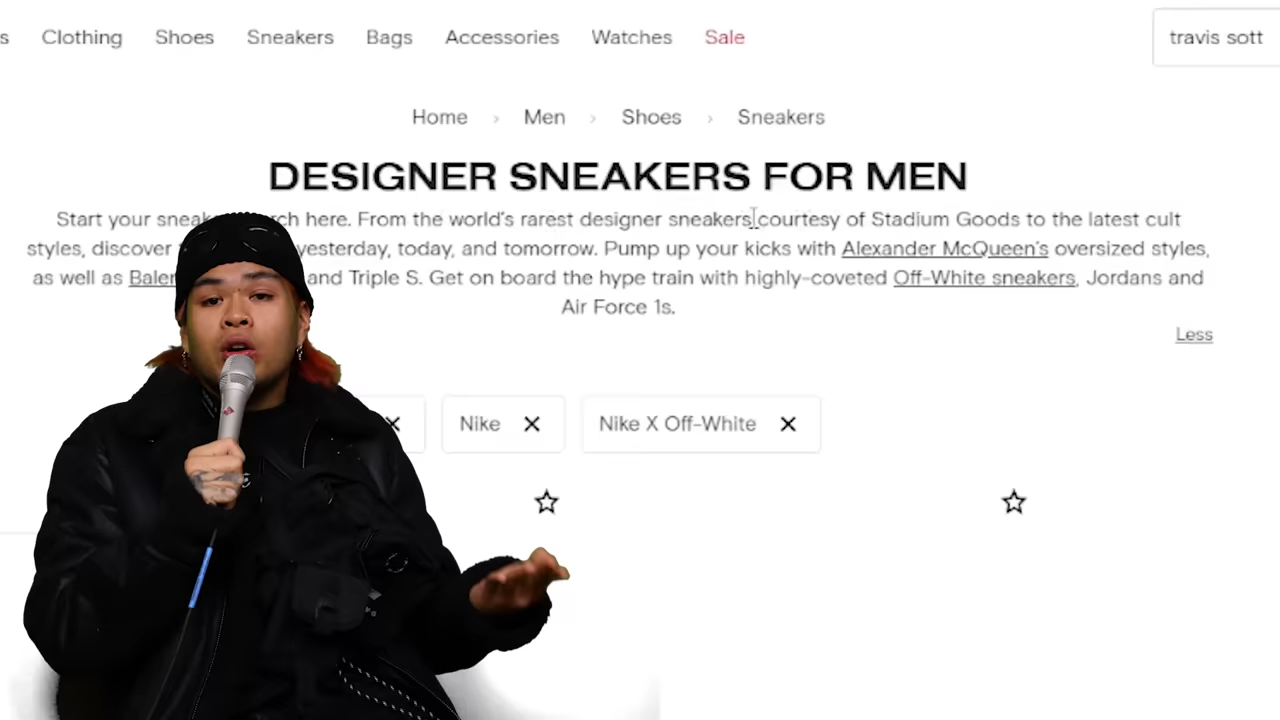 s Clothing Shoes Sneakers Bags Accessories Watches Sale travis sott
Home > Men > Shoes > Sneakers
DESIGNER SNEAKERS FOR MEN
Start your here. From the world's rarest designer sneakers courtesy of Stadium Goods to the latest cult
styles, discover yesterday, today, and tomorrow. Pump up your kicks with Alexander McQueen's oversized styles,
as well as and Triple S. Get on board the hype train with highly-coveted Off-White sneakers, Jordans and
Air Force 1s.
Less
Nike X Nike X Off-White X